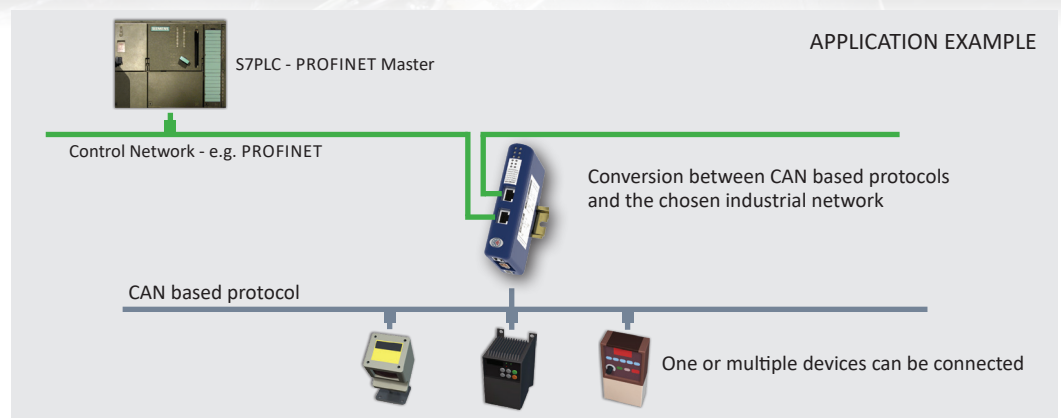 APPLICATION EXAMPLE
S7PLC - PROFINET Master
Control Network - e.g. PROFINET
Conversion between CAN based protocols
and the chosen industrial network
CAN based protocol
One or multiple devices can be connected